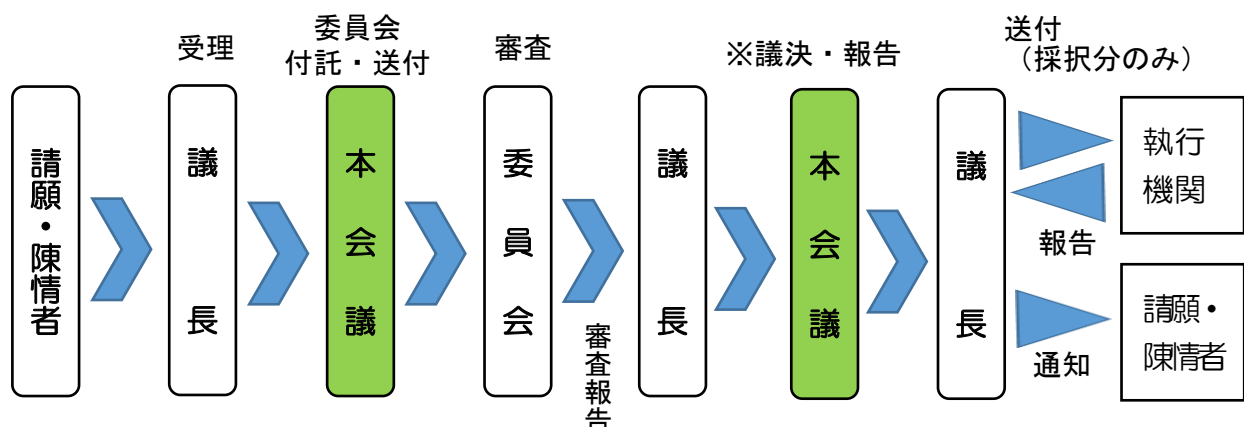 請願・陳情者
受理
議長
委員会
付託・送付
本会議
審査
委員会
審査報告
議長
※議決・報告
本会議
議長
送付
（採択分のみ）
執行
機関
報告
通知
請願・
陳情者